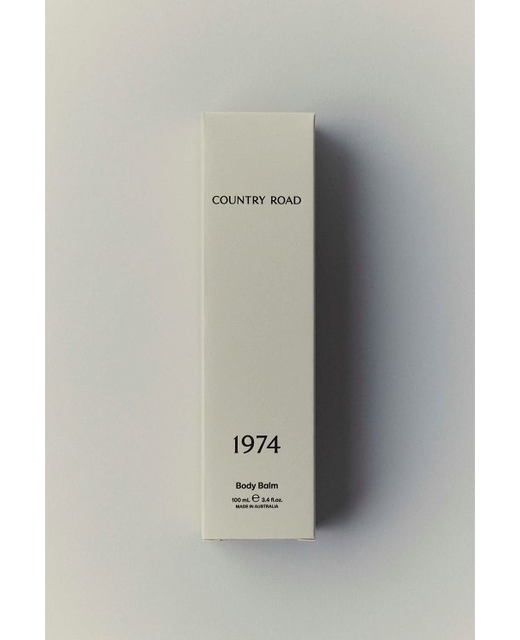 COUNTRY ROAD
1974
Body Balm
100 mL ℮ 3.4 fl.oz.
MADE IN AUSTRALIA